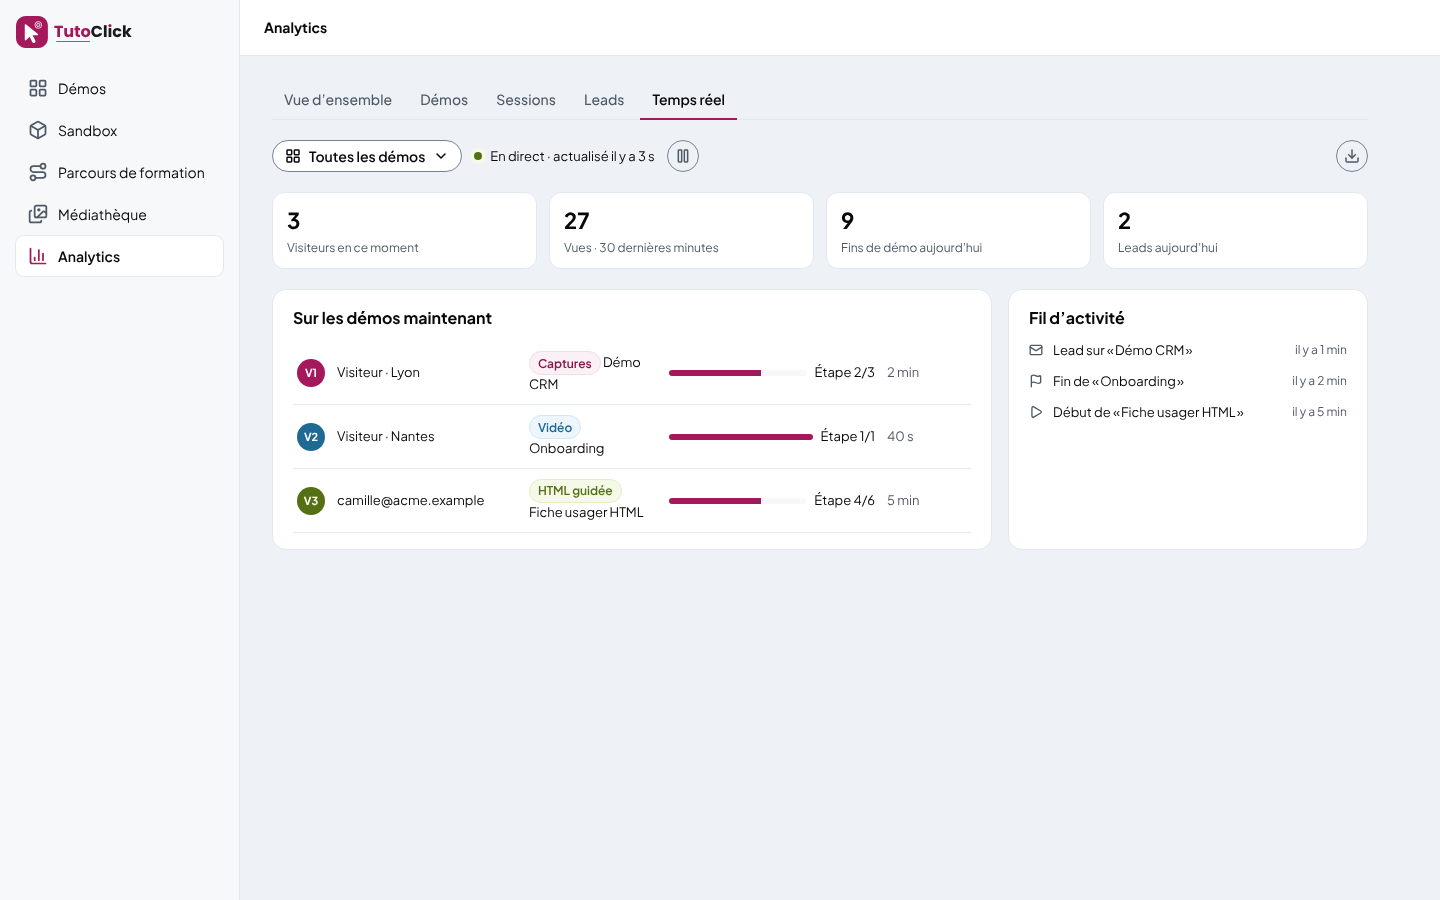 TutoClick
Analytics
Démos
Sandbox
Parcours de formation
Médiathèque
Analytics
Vue d’ensemble
Démos
Sessions
Leads
Temps réel
Toutes les démos
En direct · actualisé il y a 3 s
3
Visiteurs en ce moment
27
Vues · 30 dernières minutes
9
Fins de démo aujourd’hui
2
Leads aujourd’hui
Sur les démos maintenant
V1 Visiteur · Lyon
Captures Démo
CRM
Étape 2/3 2 min
V2 Visiteur · Nantes
Vidéo
Onboarding
Étape 1/1 40 s
V3 camille@acme.example
HTML guidée
Fiche usager HTML
Étape 4/6 5 min
Fil d’activité
Lead sur « Démo CRM » il y a 1 min
Fin de « Onboarding » il y a 2 min
Début de « Fiche usager HTML » il y a 5 min